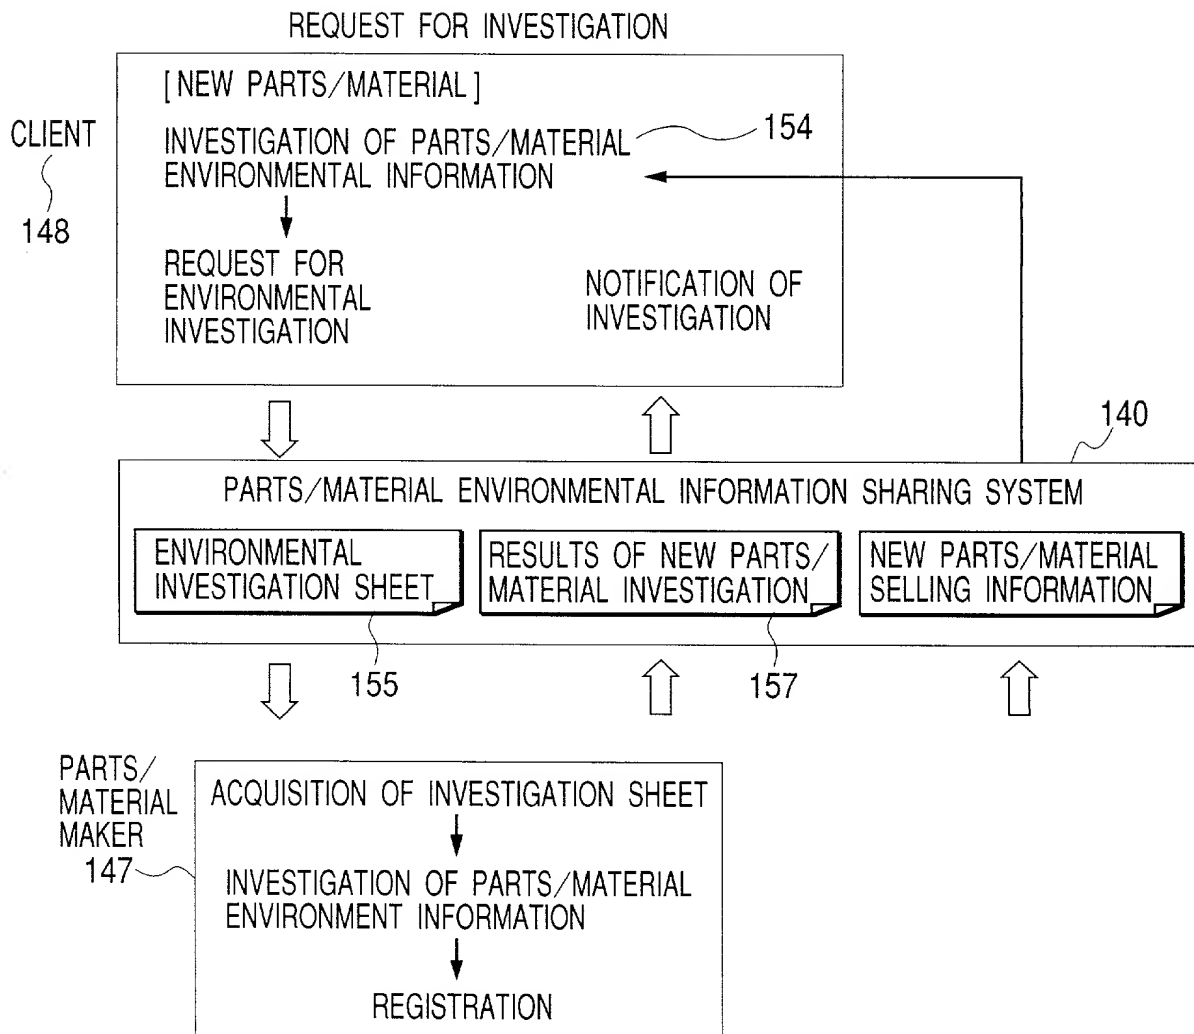 REQUEST FOR INVESTIGATION
[NEW PARTS/MATERIAL]
CLIENT
148
INVESTIGATION OF PARTS/MATERIAL
ENVIRONMENTAL INFORMATION
154
REQUEST FOR
ENVIRONMENTAL
INVESTIGATION
NOTIFICATION OF
INVESTIGATION
140
PARTS/MATERIAL ENVIRONMENTAL INFORMATION SHARING SYSTEM
ENVIRONMENTAL
INVESTIGATION SHEET
RESULTS OF NEW PARTS/
MATERIAL INVESTIGATION
NEW PARTS/MATERIAL
SELLING INFORMATION
155
157
PARTS/
MATERIAL
MAKER
147
ACQUISITION OF INVESTIGATION SHEET
INVESTIGATION OF PARTS/MATERIAL
ENVIRONMENT INFORMATION
REGISTRATION